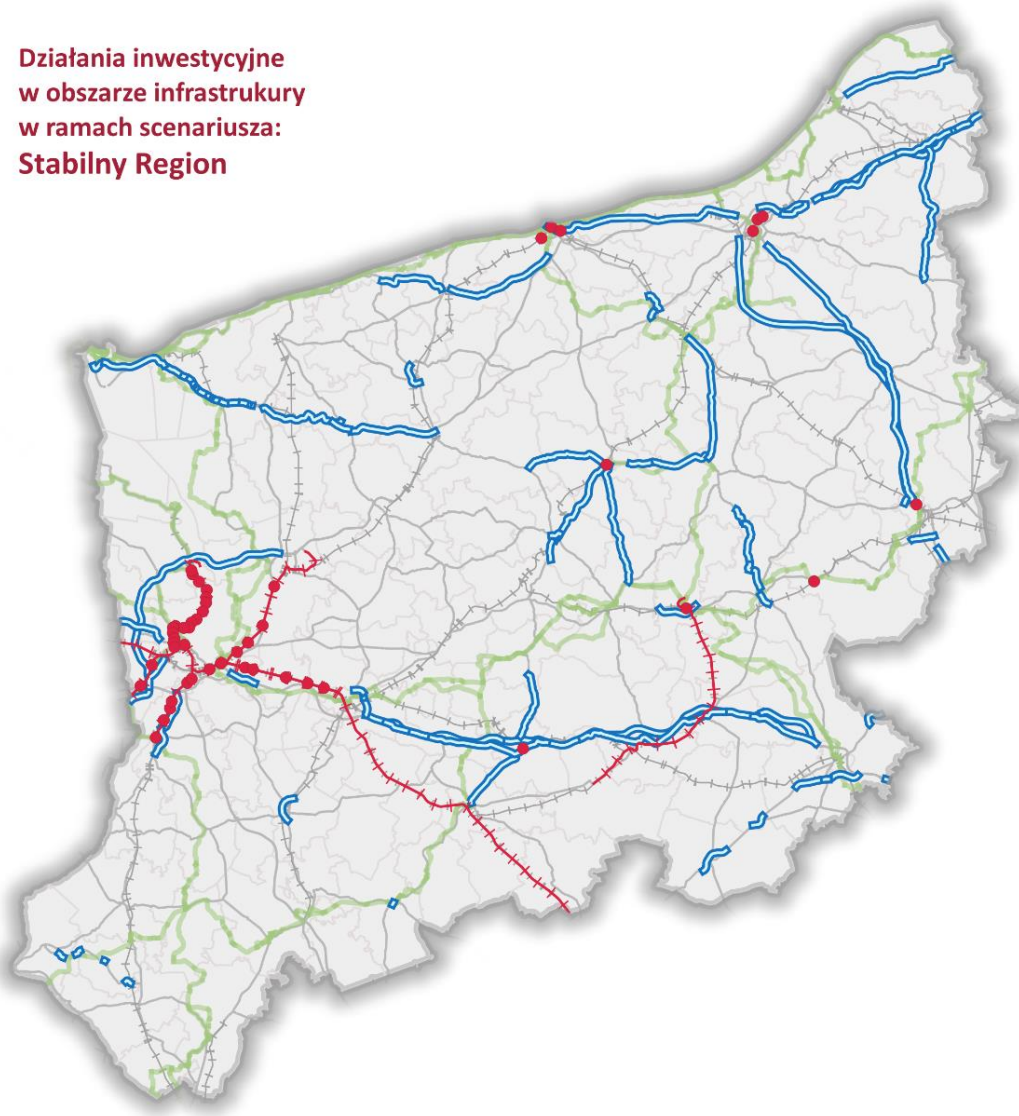 Działania inwestycyjne
w obszarze infrastrukury
w ramach scenariusza:
Stabilny Region